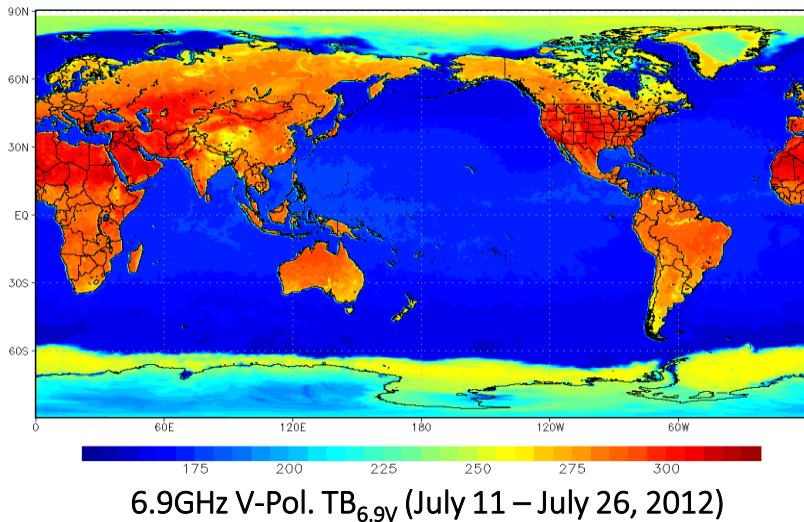 90N
60N
30N
EQ
30S
60S
0 60E 120E 180 120W 60W
175 200 225 250 275 300
6.9GHz V-Pol. TB6.9V (July 11 – July 26, 2012)